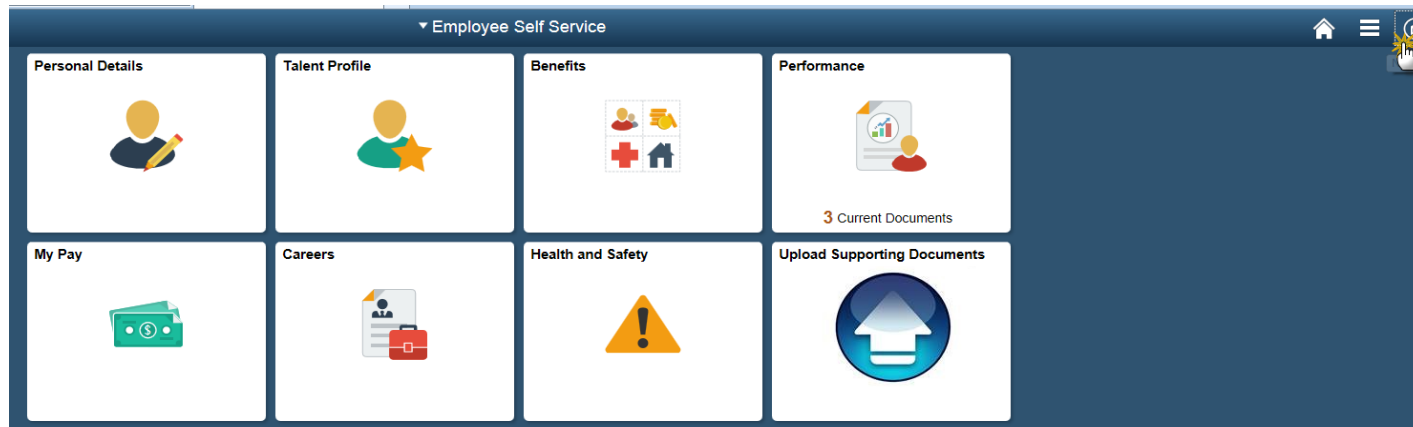 Employee Self Service
Personal Details
Talent Profile
Benefits
Performance
3 Current Documents
My Pay
Careers
Health and Safety
Upload Supporting Documents